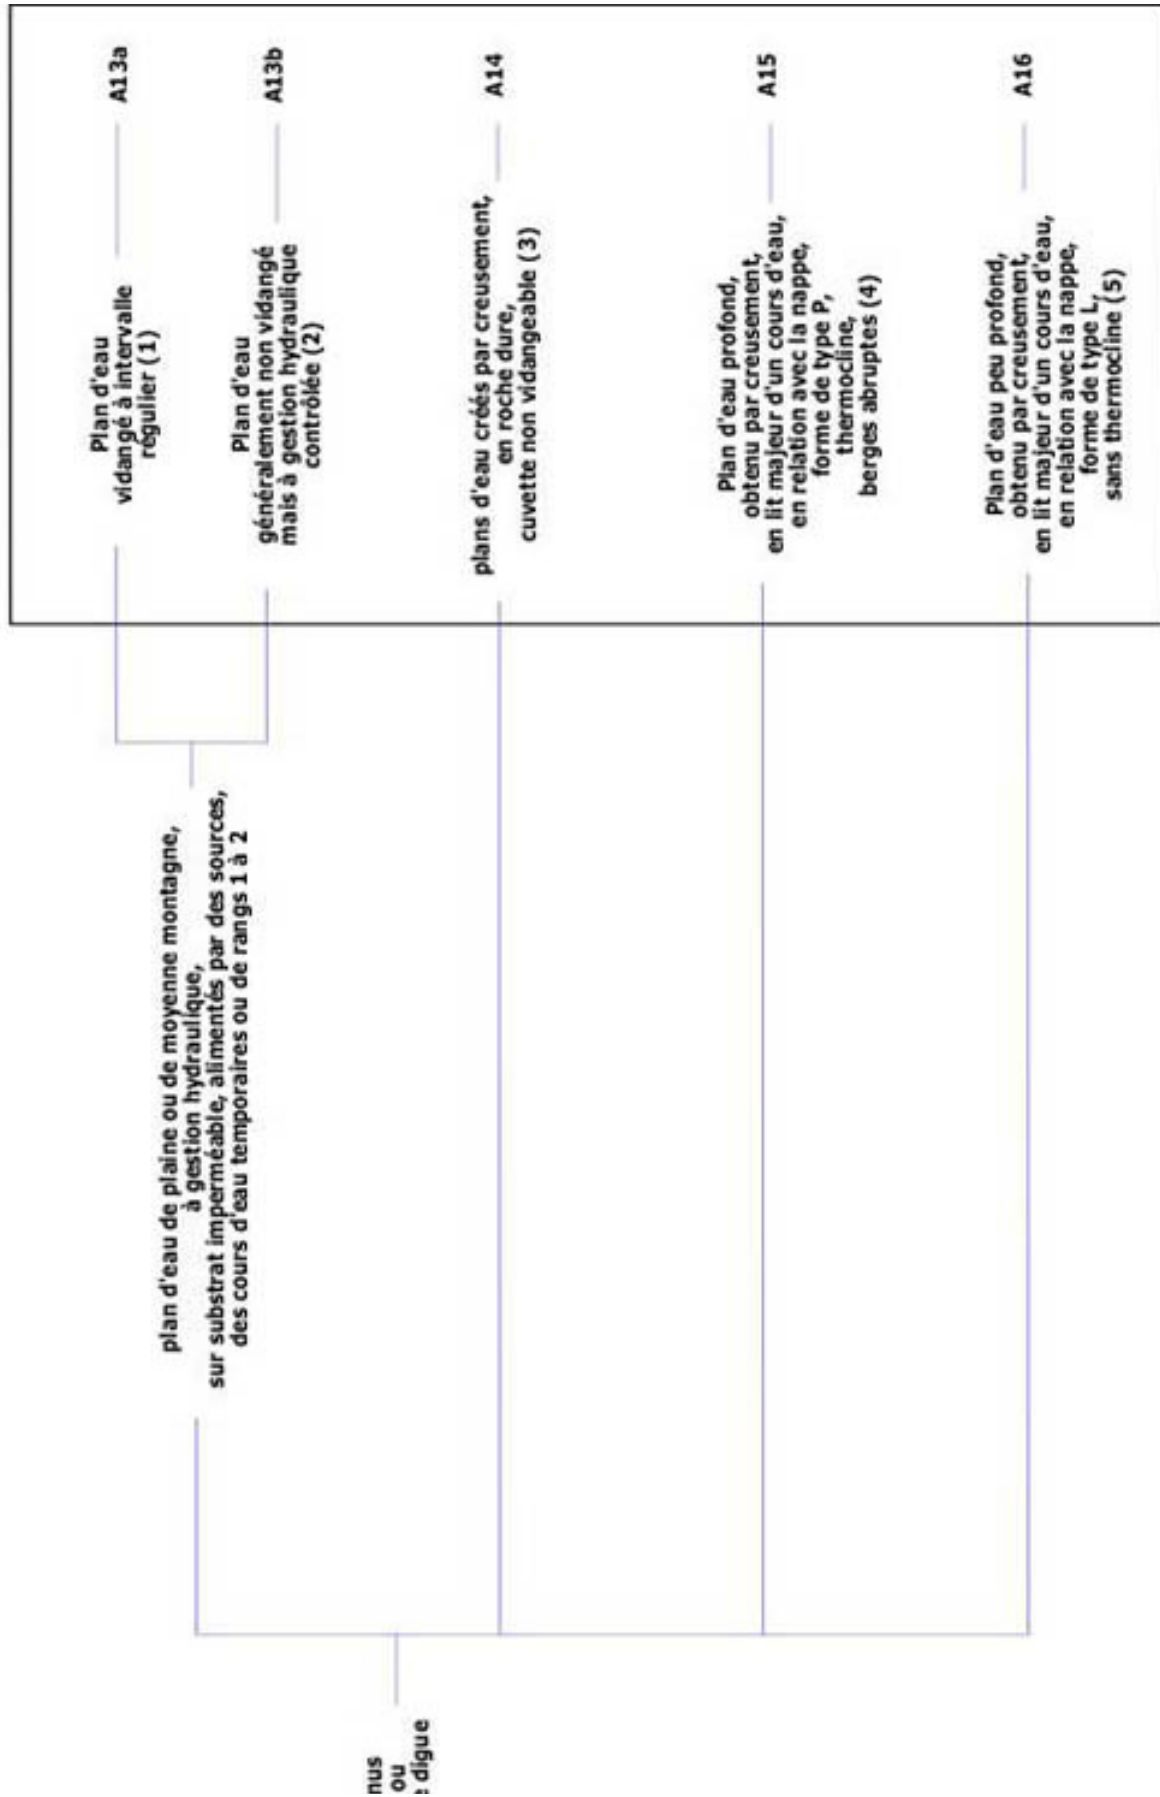 nus
ou
e digue
plan d'eau de plaine ou de moyenne montagne,
à gestion hydraulique,
sur substrat imperméable, alimentés par des sources,
des cours d'eau temporaires ou de rangs 1 à 2
Plan d'eau
vidangé à intervalle
régulier (1)
A13a
Plan d'eau
généralement non vidangé
mais à gestion hydraulique
contrôlée (2)
A13b
plans d'eau créés par creusement,
en roche dure,
cuvette non vidangeable (3)
A14
Plan d'eau profond,
obtenu par creusement,
en lit majeur d'un cours d'eau,
en relation avec la nappe,
forme de type P,
thermocline,
berges abruptes (4)
A15
Plan d'eau peu profond,
obtenu par creusement,
en lit majeur d'un cours d'eau,
en relation avec la nappe,
forme de type L,
sans thermocline (5)
A16